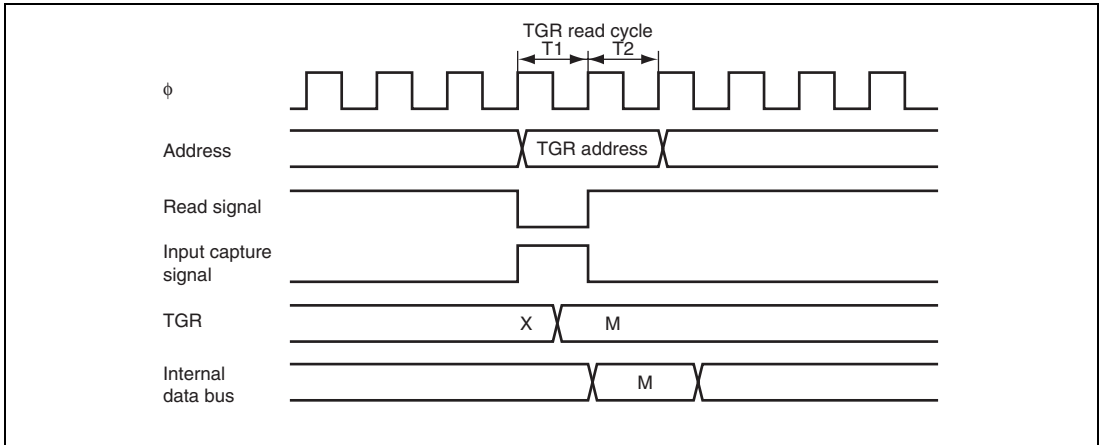 TGR read cycle
T1 T2
ϕ
Address
TGR address
Read signal
Input capture
signal
TGR
X M
Internal
data bus
M